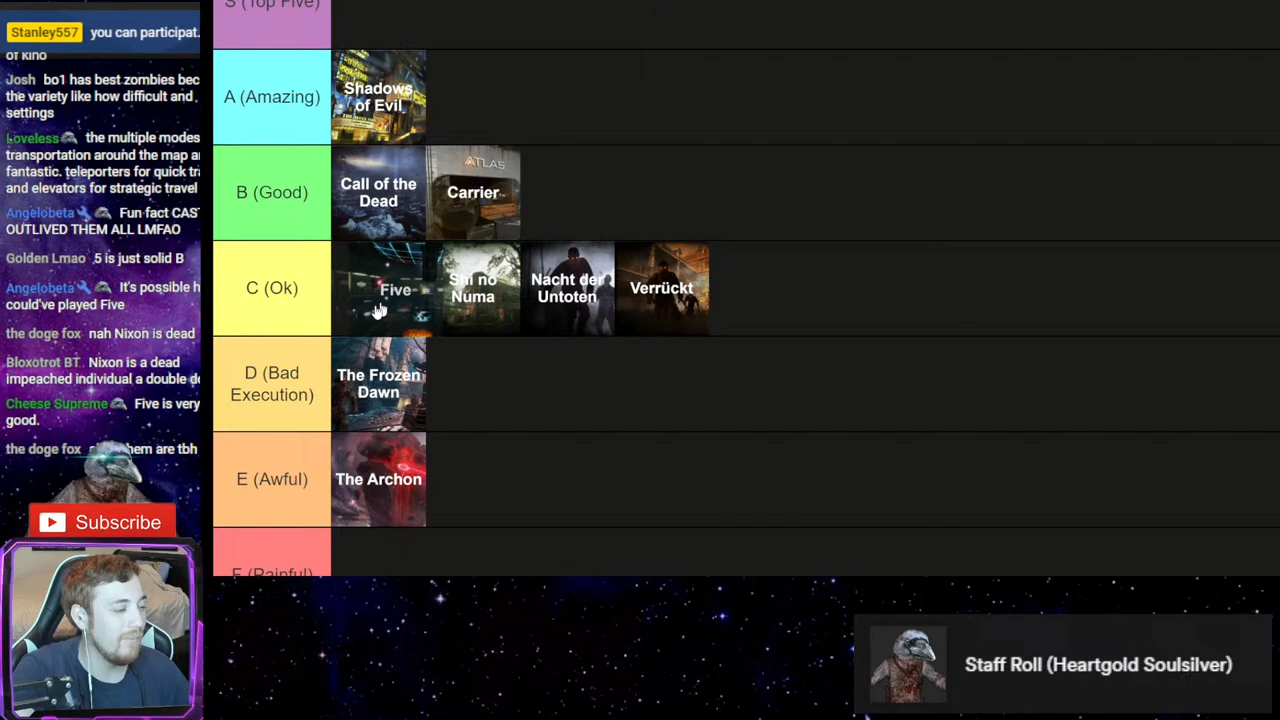 Stanley557 you can participat.
of kino
Josh bo1 has best zombies bec
the variety like how difficult and
settings
Loveless the multiple modes
transportation around the map a
fantastic. teleporters for quick tr
and elevators for strategic travel
Angelobeta Fun fact CAS
OUTLIVED THEM ALL LMFAO
Golden Lmao 5 is just solid B
Angelobeta It's possible h
could've played Five
the doge fox nah Nixon is dead
Bloxotrot BT Nixon is a dead
impeached individual a double d
Cheese Supreme Five is very
good.
the doge fox hem are tbh
Subscribe
S (Top Five)
A (Amazing)
Shadows
of Evil
B (Good)
Call of the
Dead
ATLAS
Carrier
C (Ok)
Five
Shi no
Numa
Nacht der
Untoten
Verrückt
D (Bad
Execution)
The Frozen
Dawn
E (Awful)
The Archon
F (Painful)
Staff Roll (Heartgold Soulsilver)